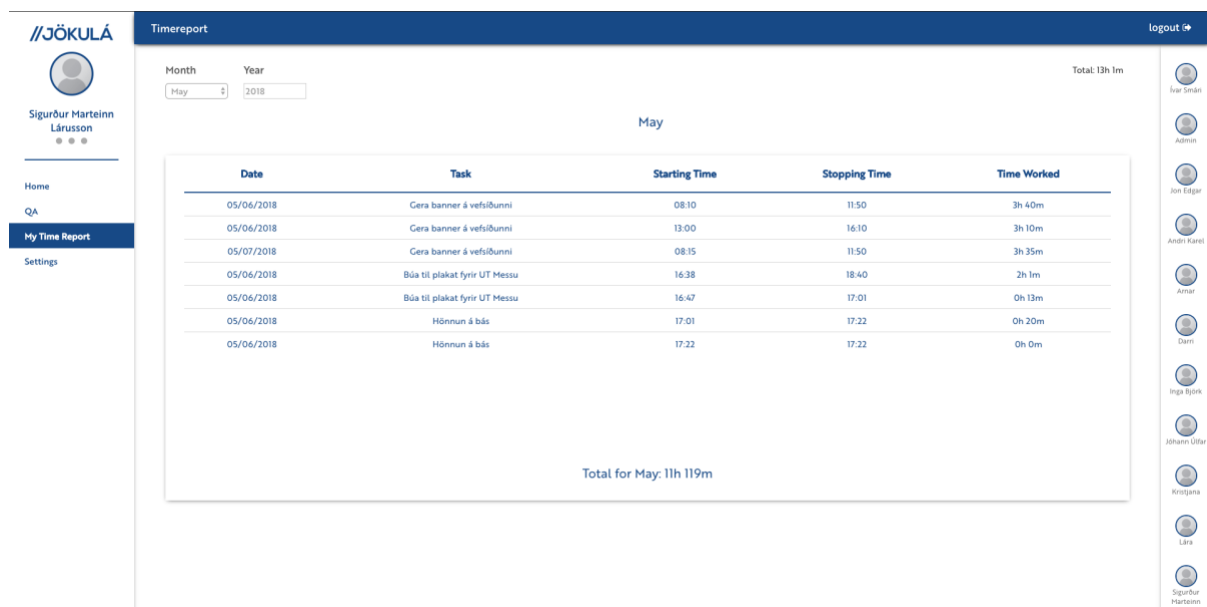 //JÖKULÁ
Timereport
logout
Sigurður Marteinn
Lárusson
Home
QA
My Time Report
Settings
Month Year
May 2018
Total: 13h 1m
May
Date Task Starting Time Stopping Time Time Worked
05/06/2018 Gera banner á vefsíðunni 08:10 11:50 3h 40m
05/06/2018 Gera banner á vefsíðunni 13:00 16:10 3h 10m
05/07/2018 Gera banner á vefsíðunni 08:15 11:50 3h 35m
05/06/2018 Búa til plakat fyrir UT Messu 16:38 18:40 2h 1m
05/06/2018 Búa til plakat fyrir UT Messu 16:47 17:01 0h 13m
05/06/2018 Hönnun á bás 17:01 17:22 0h 20m
05/06/2018 Hönnun á bás 17:22 17:22 0h 0m
Total for May: 11h 119m
Ívar Smári
Admin
Jon Edgar
Andri Karel
Arnar
Darri
Inga Björk
Jóhann Úlfar
Kristjana
Lára
Sigurður
Marteinn